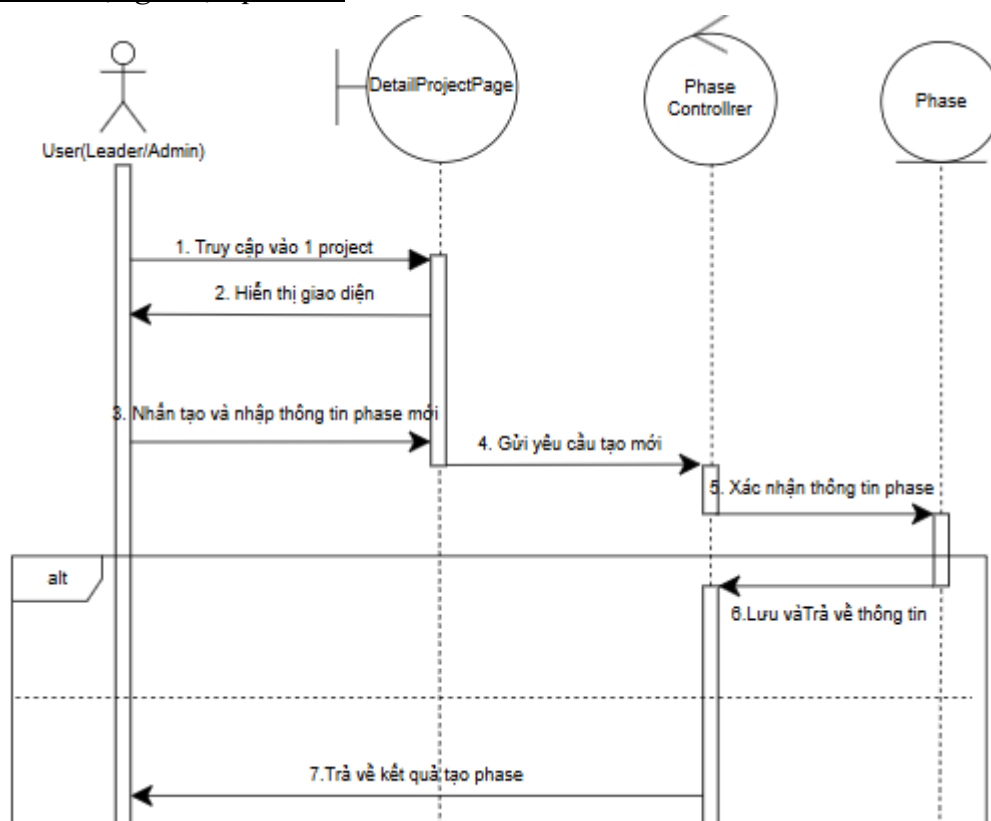 DetailProjectPage
Phase
Controllrer
Phase
User(Leader/Admin)
1. Truy cập vào 1 project
2. Hiển thị giao diện
3. Nhấn tạo và nhập thông tin phase mới
4. Gửi yêu cầu tạo mới
5. Xác nhận thông tin phase
alt
6.Lưu vàTrả về thông tin
7.Trả về kết quả tạo phase